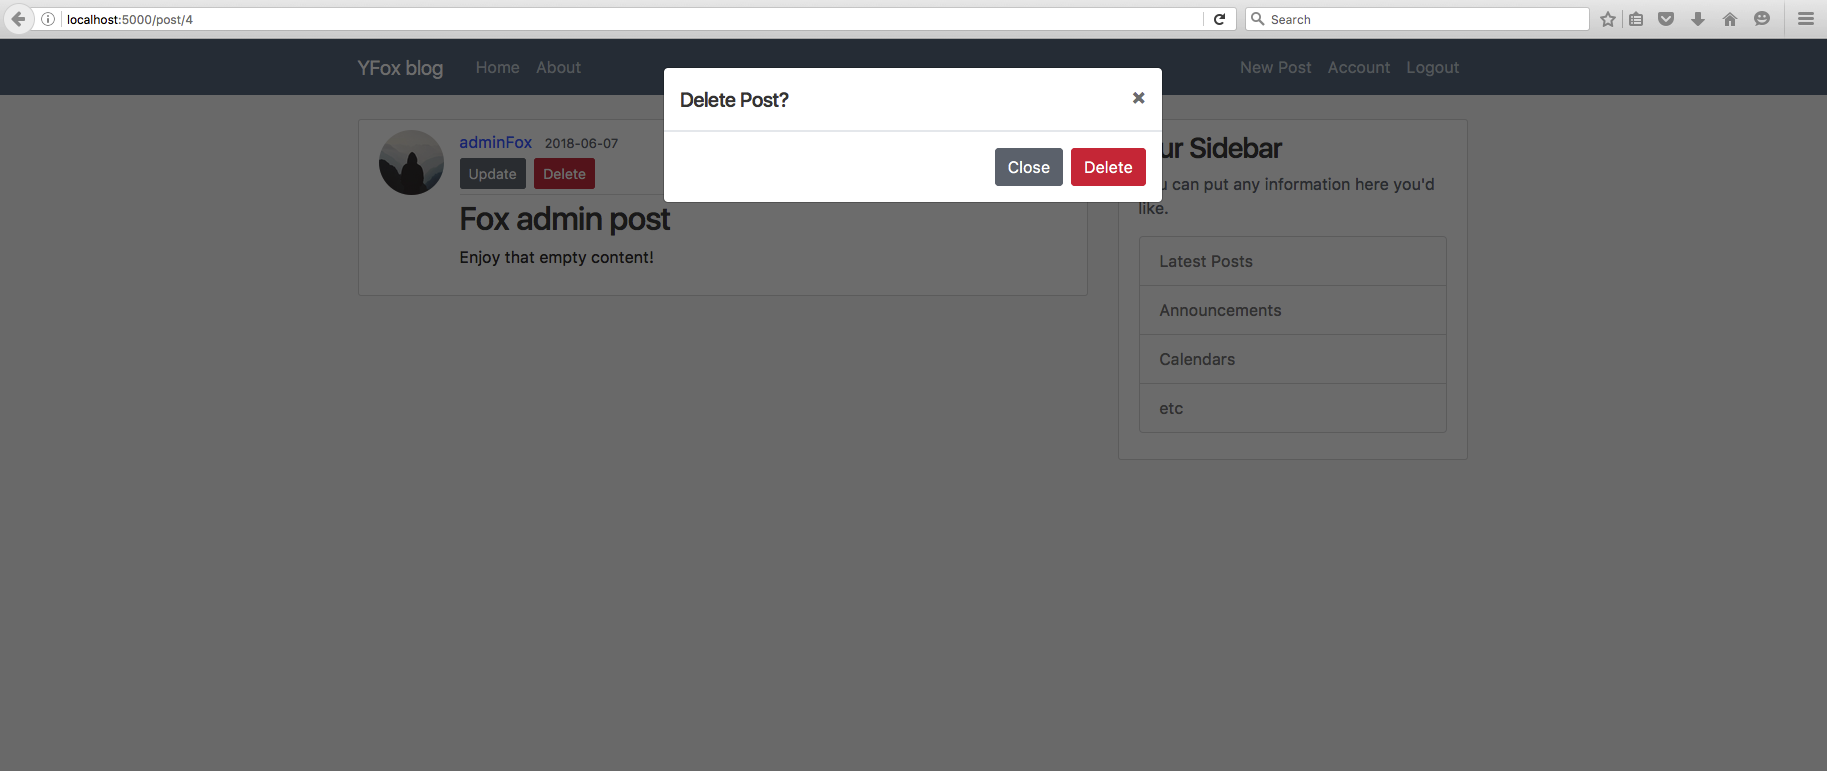 localhost:5000/post/4
Search
YFox blog Home About New Post Account Logout
Delete Post?
Close Delete
adminFox 2018-06-07
Update Delete
Fox admin post
Enjoy that empty content!
ur Sidebar
can put any information here you'd
like.
Latest Posts
Announcements
Calendars
etc